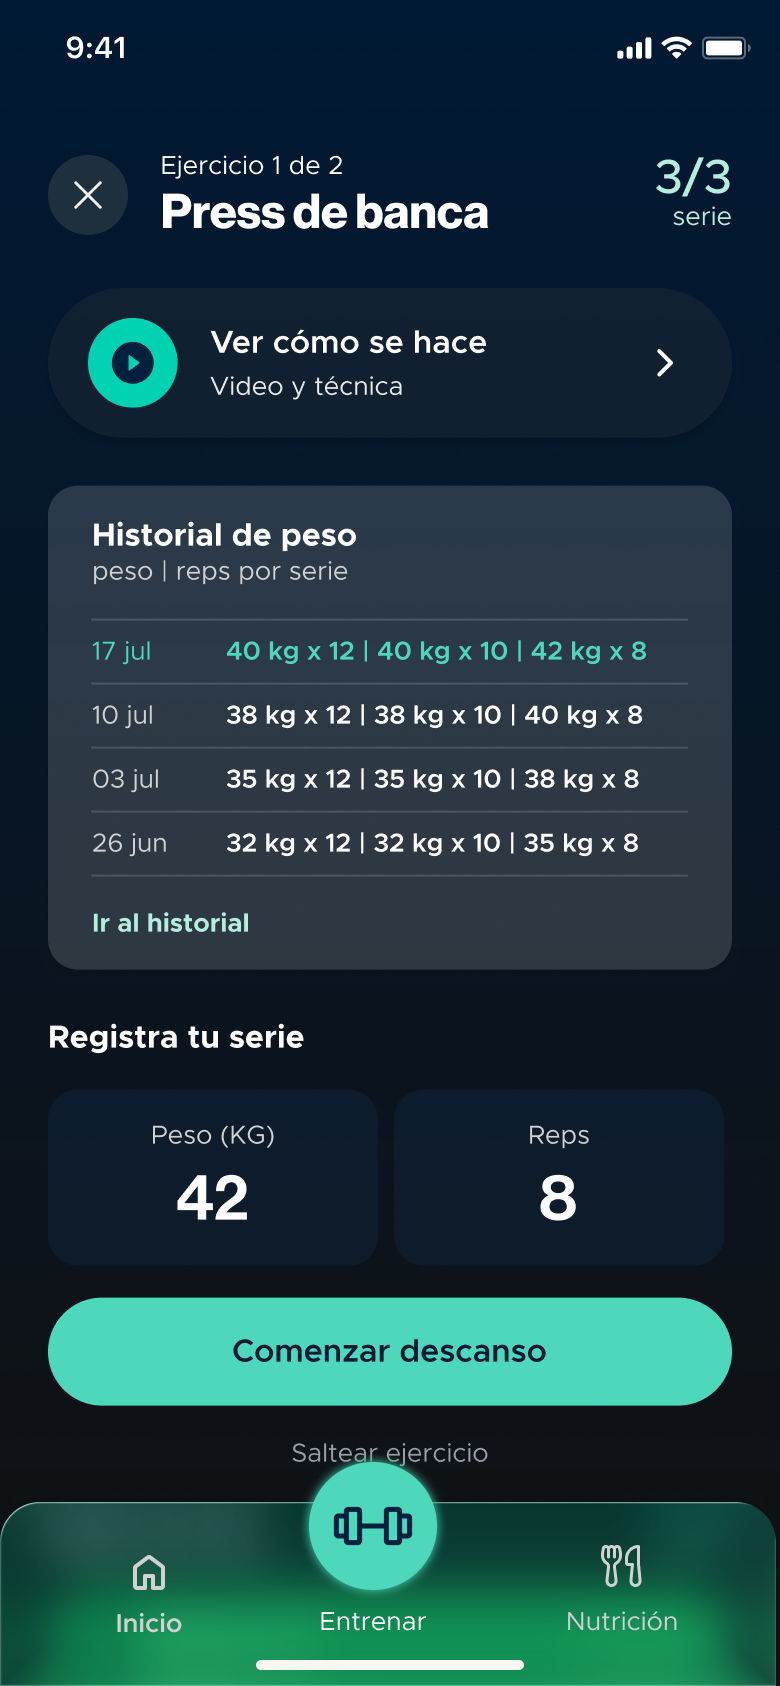 9:41
Ejercicio 1 de 2
Press de banca
3/3
serie
Ver cómo se hace
Video y técnica
Historial de peso
peso | reps por serie
17 jul 40 kg x 12 | 40 kg x 10 | 42 kg x 8
10 jul 38 kg x 12 | 38 kg x 10 | 40 kg x 8
03 jul 35 kg x 12 | 35 kg x 10 | 38 kg x 8
26 jun 32 kg x 12 | 32 kg x 10 | 35 kg x 8
Ir al historial
Registra tu serie
Peso (KG)
42
Reps
8
Comenzar descanso
Saltear ejercicio
Inicio
Entrenar
Nutrición